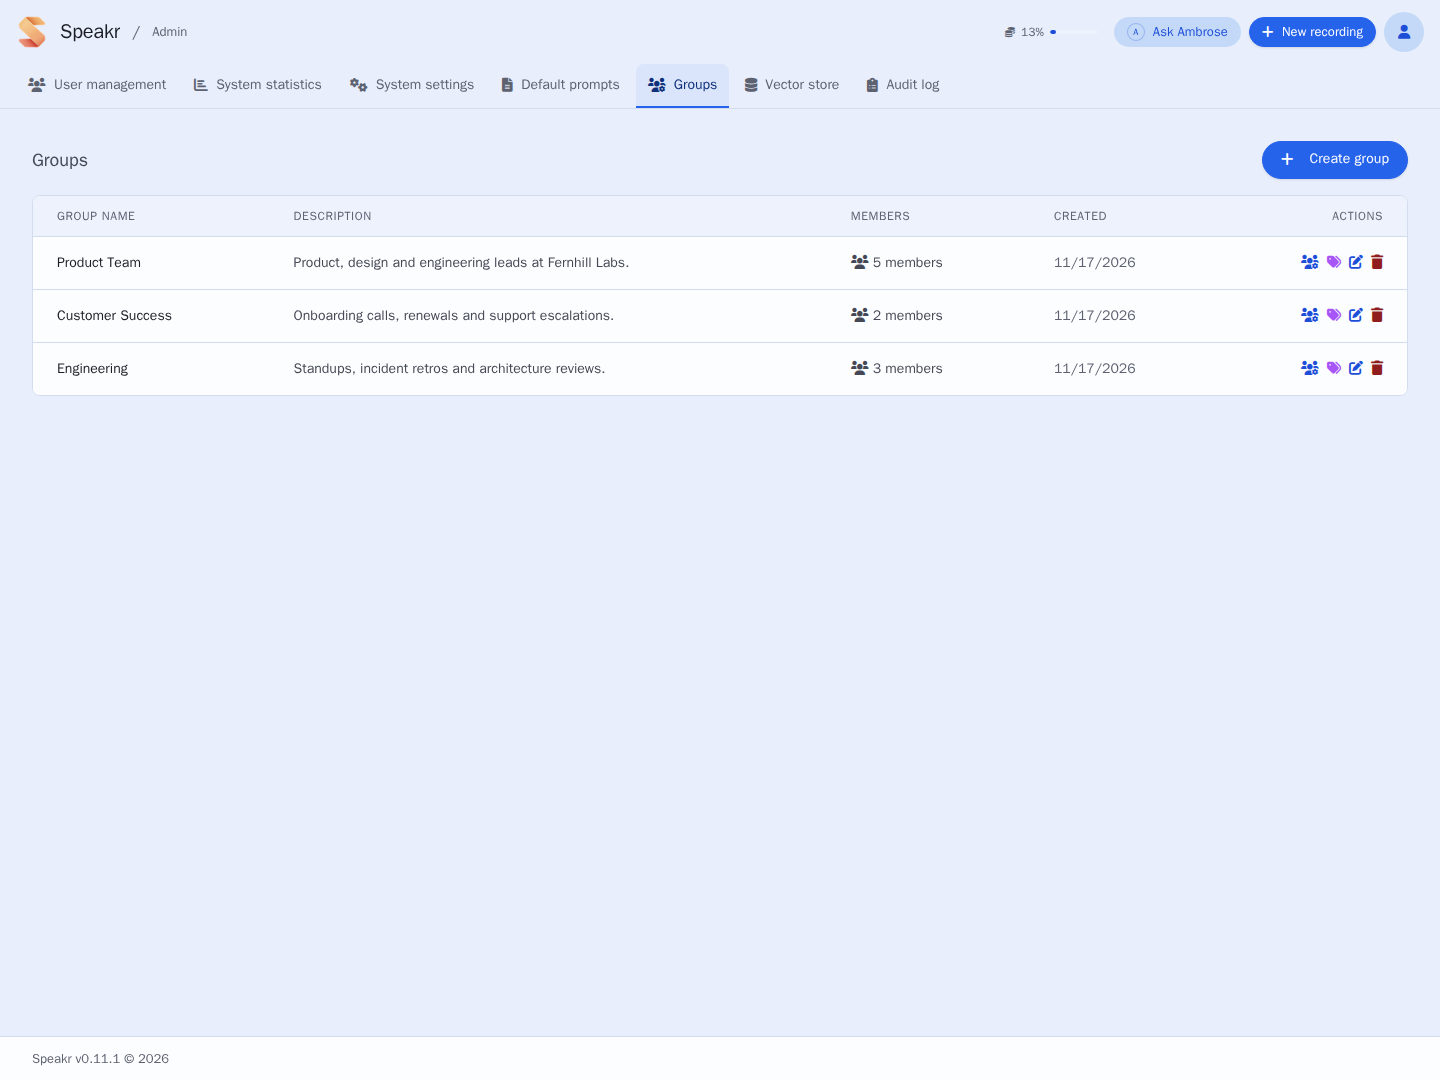 Speakr / Admin
13%
A Ask Ambrose
New recording
User management
System statistics
System settings
Default prompts
Groups
Vector store
Audit log
Groups
Create group
GROUP NAME DESCRIPTION MEMBERS CREATED ACTIONS
Product Team Product, design and engineering leads at Fernhill Labs. 5 members 11/17/2026
Customer Success Onboarding calls, renewals and support escalations. 2 members 11/17/2026
Engineering Standups, incident retros and architecture reviews. 3 members 11/17/2026
Speakr v0.11.1 © 2026